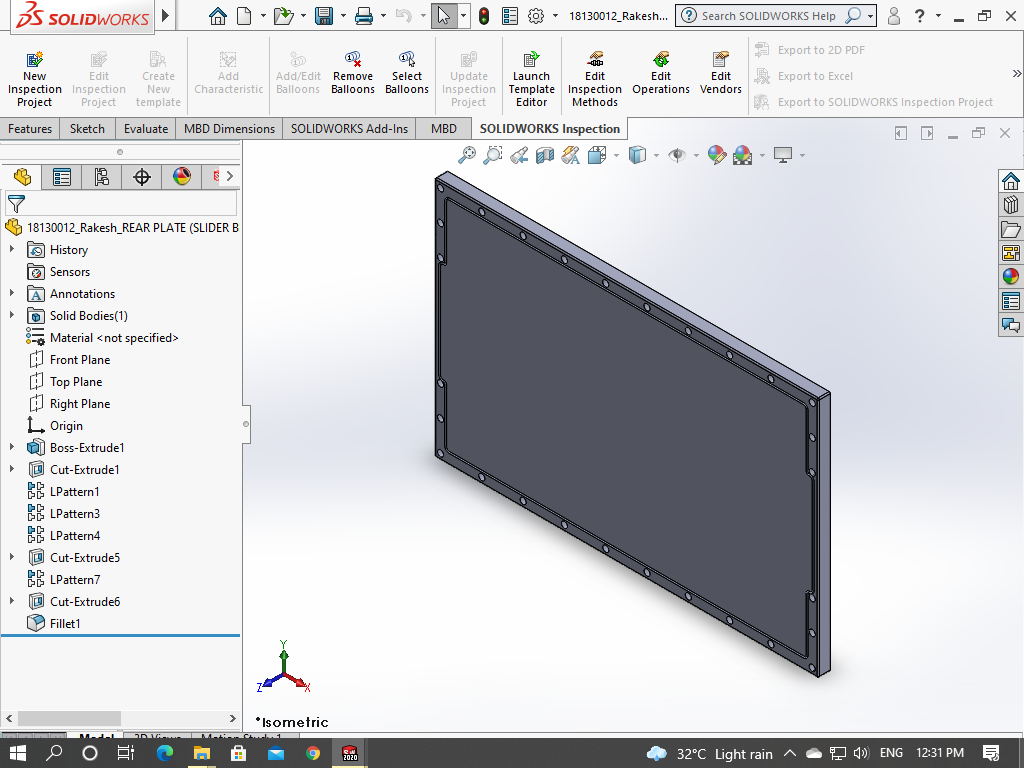 SOLIDWORKS
18130012_Rakesh...
Search SOLIDWORKS Help
New Inspection Project
Edit Inspection Project
Create New template
Add Characteristic
Add/Edit Balloons
Remove Balloons
Select Balloons
Update Inspection Project
Launch Template Editor
Edit Inspection Methods
Edit Operations
Edit Vendors
Export to 2D PDF
Export to Excel
Export to SOLIDWORKS Inspection Project
Features Sketch Evaluate MBD Dimensions SOLIDWORKS Add-Ins MBD SOLIDWORKS Inspection
18130012_Rakesh_REAR PLATE (SLIDER B
History
Sensors
Annotations
Solid Bodies(1)
Material <not specified>
Front Plane
Top Plane
Right Plane
Origin
Boss-Extrude1
Cut-Extrude1
LPattern1
LPattern3
LPattern4
Cut-Extrude5
LPattern7
Cut-Extrude6
Fillet1
Y
Z X
*Isometric
Model 3D Views Motion Study 1
32°C Light rain ENG 12:31 PM